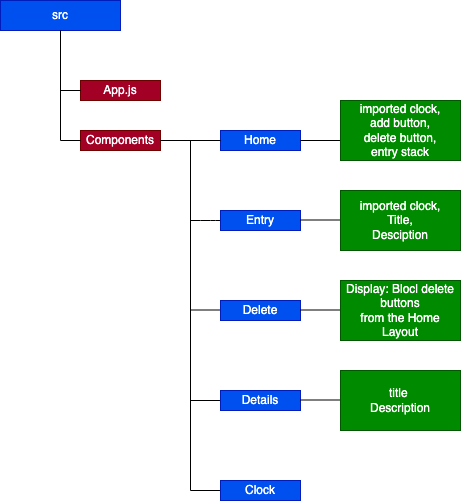 src
App.js
Components
Home
imported clock,
add button,
delete button,
entry stack
Entry
imported clock,
Title,
Desciption
Delete
Display: Blocl delete
buttons
from the Home
Layout
Details
title
Description
Clock